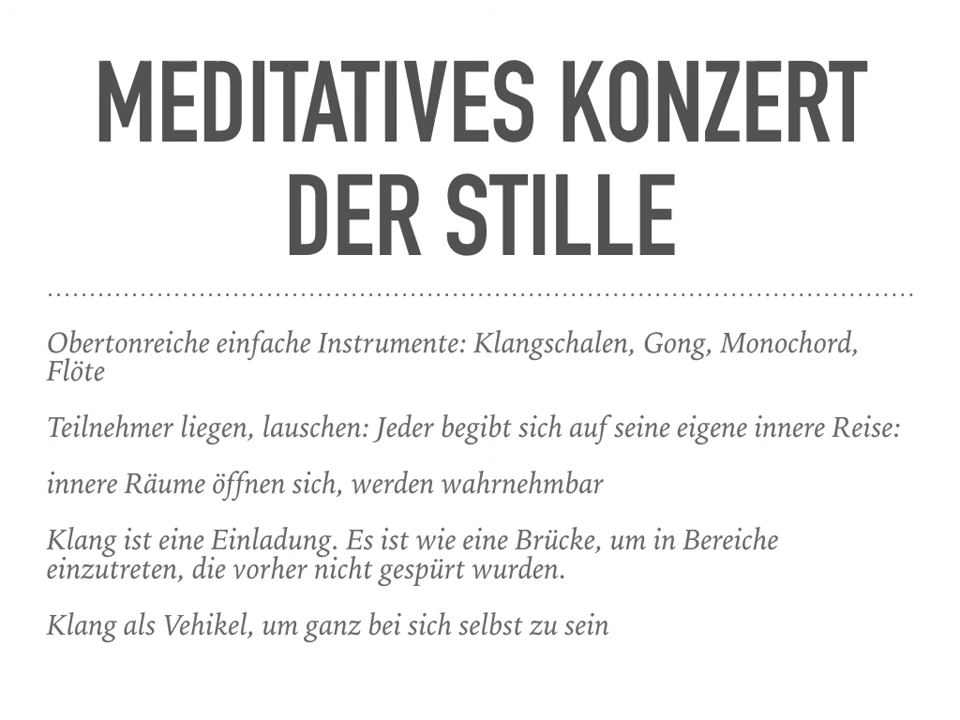 MEDITATIVES KONZERT
DER STILLE
Obertonreiche einfache Instrumente: Klangschalen, Gong, Monochord,
Flöte
Teilnehmer liegen, lauschen: Jeder begibt sich auf seine eigene innere Reise:
innere Räume öffnen sich, werden wahrnehmbar
Klang ist eine Einladung. Es ist wie eine Brücke, um in Bereiche
einzutreten, die vorher nicht gespürt wurden.
Klang als Vehikel, um ganz bei sich selbst zu sein